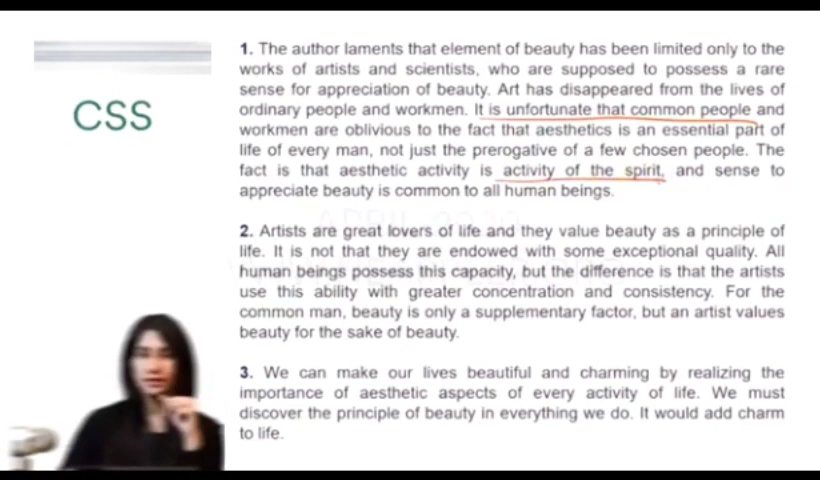 CSS
1. The author laments that element of beauty has been limited only to the
works of artists and scientists, who are supposed to possess a rare
sense for appreciation of beauty. Art has disappeared from the lives of
ordinary people and workmen. It is unfortunate that common people and
workmen are oblivious to the fact that aesthetics is an essential part of
life of every man, not just the prerogative of a few chosen people. The
fact is that aesthetic activity is activity of the spirit, and sense to
appreciate beauty is common to all human beings.
2. Artists are great lovers of life and they value beauty as a principle of
life. It is not that they are endowed with some exceptional quality. All
human beings possess this capacity, but the difference is that the artists
use this ability with greater concentration and consistency. For the
common man, beauty is only a supplementary factor, but an artist values
beauty for the sake of beauty.
3. We can make our lives beautiful and charming by realizing the
importance of aesthetic aspects of every activity of life. We must
discover the principle of beauty in everything we do. It would add charm
to life.